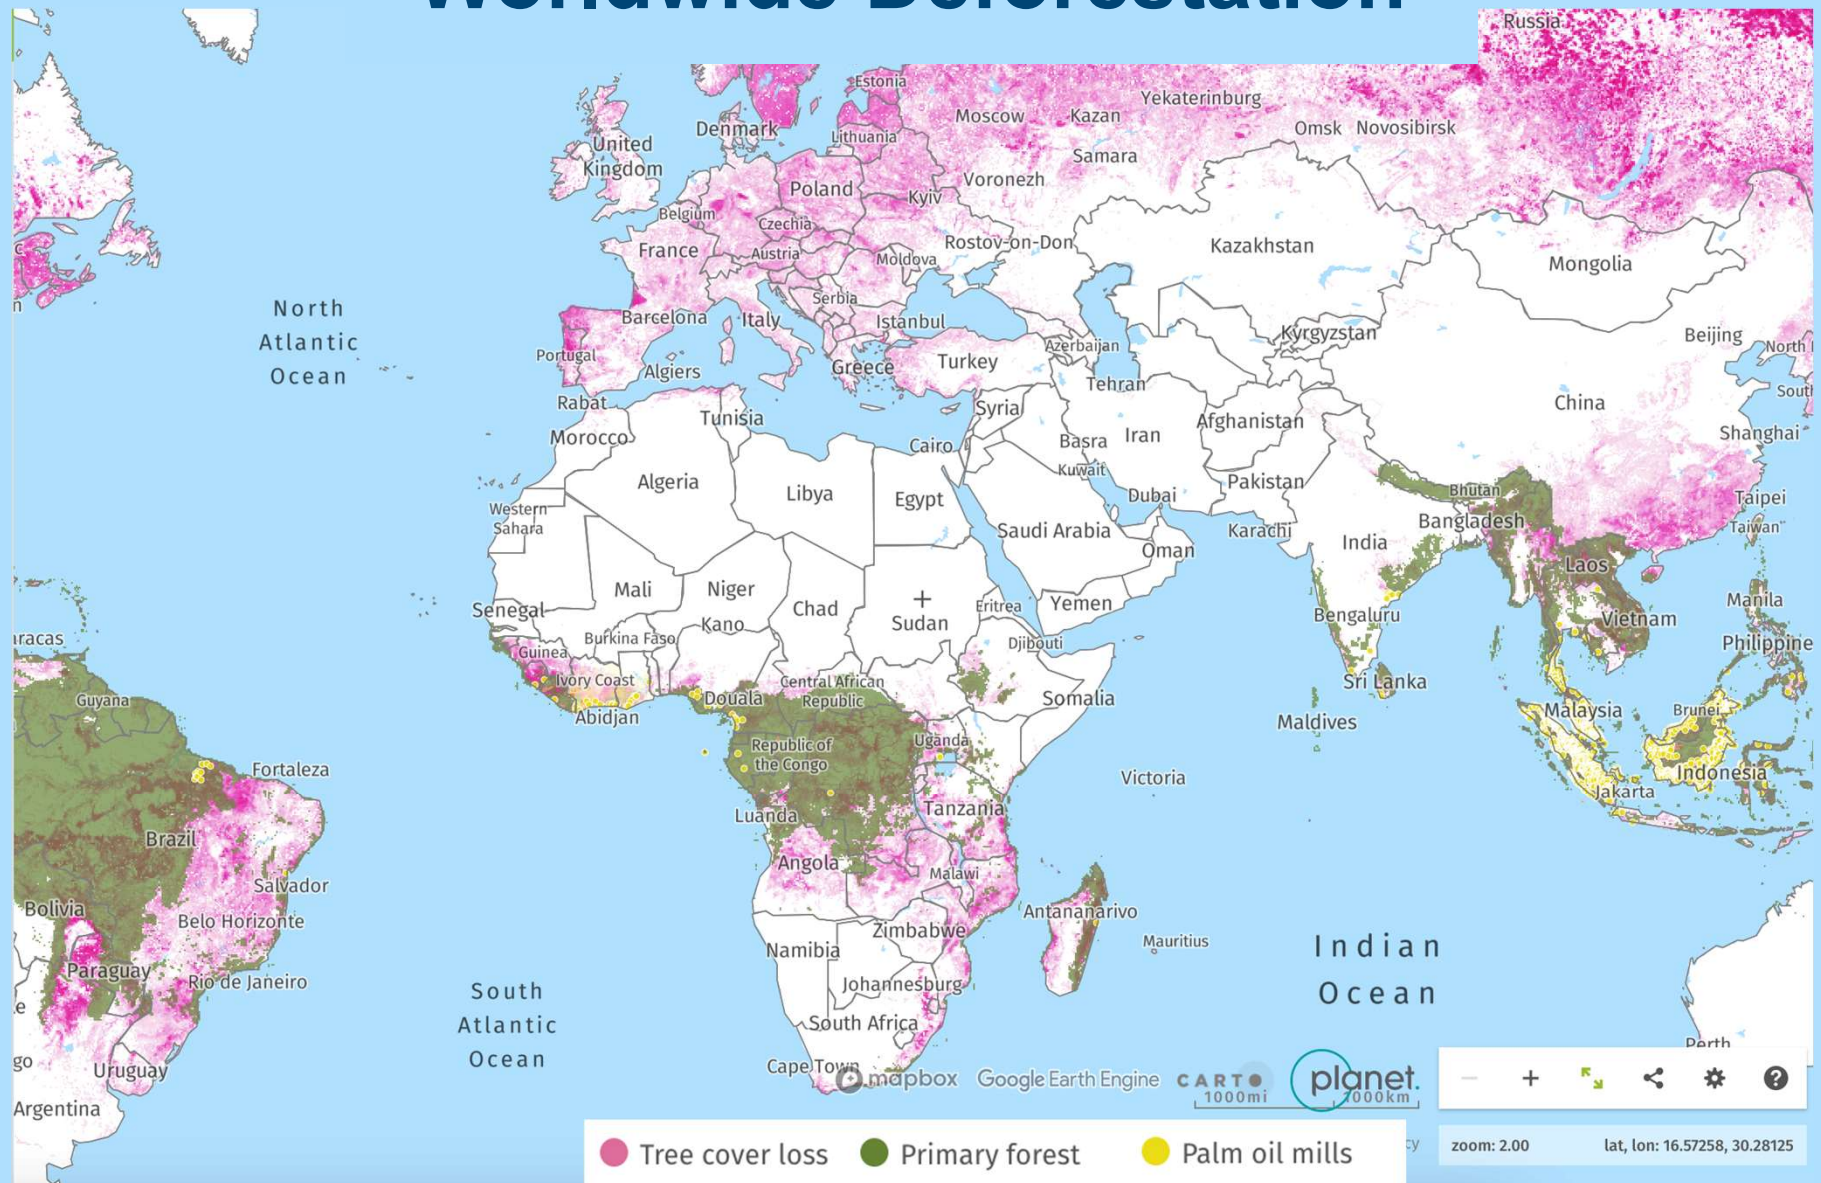 Worldwide Deforestation
Russia
Estonia
Yekaterinburg
Moscow
Kazan
Denmark
Lithuania
Omsk
Novosibirsk
United
Kingdom
Samara
Poland
Voronezh
Kyiv
Belgium
Czechia
France
Austria
Moldova
Rostov-on-Don
Kazakhstan
Mongolia
Serbia
North
Atlantic
Ocean
Barcelona
Italy
Istanbul
Kyrgyzstan
Beijing
North
Portugal
Algiers
Greece
Turkey
Azerbaijan
Tehran
South
Rabat
Tunisia
Syria
Afghanistan
China
Morocco
Cairo
Basra
Iran
Shanghai
Kuwait
Algeria
Libya
Egypt
Dubai
Pakistan
Bhutan
Taipei
Western
Sahara
Saudi Arabia
Karachi
Bangladesh
Taiwan
Oman
India
Laos
Mali
Niger
Chad
Sudan
Eritrea
Yemen
Senegal
Kano
Burkina Faso
Djibouti
Bengaluru
Vietnam
Manila
Philippine
aracas
Guinea
Ivory Coast
Central African
Republic
Douala
Abidjan
Somalia
Sri Lanka
Maldives
Malaysia
Brunei
Guyana
Republic of
the Congo
Uganda
Indonesia
Fortaleza
Victoria
Jakarta
Luanda
Tanzania
Brazil
Angola
Malawi
Salvador
Bolivia
Belo Horizonte
Antananarivo
Zimbabwe
Mauritius
Namibia
Indian
Ocean
Paraguay
Rio de Janeiro
Johannesburg
South
Atlantic
Ocean
South Africa
Perth
Uruguay
Cape Town
mapbox
Google Earth Engine
CARTO
planet.
1000mi
1000km
Argentina
Tree cover loss
Primary forest
Palm oil mills
cy
zoom: 2.00
lat, lon: 16.57258, 30.28125